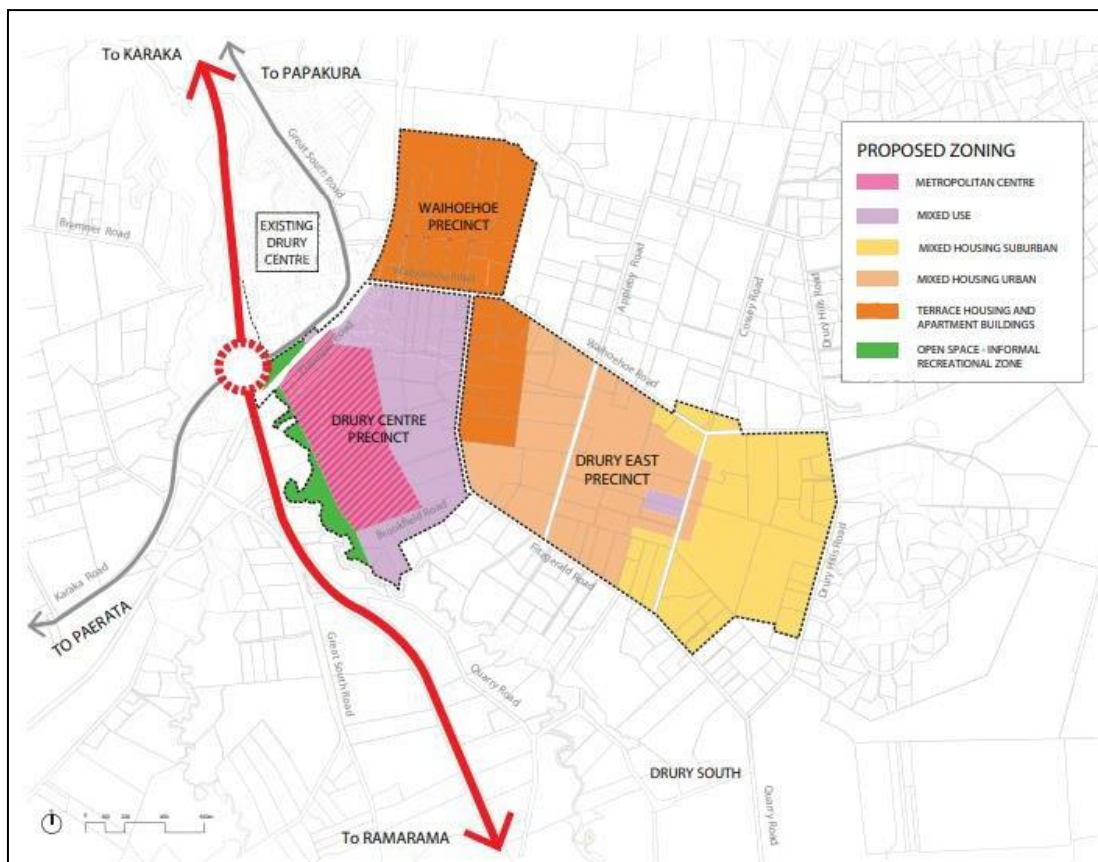 To KARAKA
To PAPAKURA
Great South Road
Bremner Road
EXISTING
DRURY
CENTRE
WAIHOEHOE
PRECINCT
Waihoehoe Road
PROPOSED ZONING
METROPOLITAN CENTRE
MIXED USE
MIXED HOUSING SUBURBAN
MIXED HOUSING URBAN
TERRACE HOUSING AND
APARTMENT BUILDINGS
OPEN SPACE - INFORMAL
RECREATIONAL ZONE
Appleby Road
Cossey Road
Drury Hills Road
Waihoehoe Road
DRURY CENTRE
PRECINCT
DRURY EAST
PRECINCT
Brookfield Road
Fitzgerald Road
Drury Hills Road
Karaka Road
TO PAERATA
Great South Road
Quarry Road
DRURY SOUTH
Quarry Road
To RAMARAMA